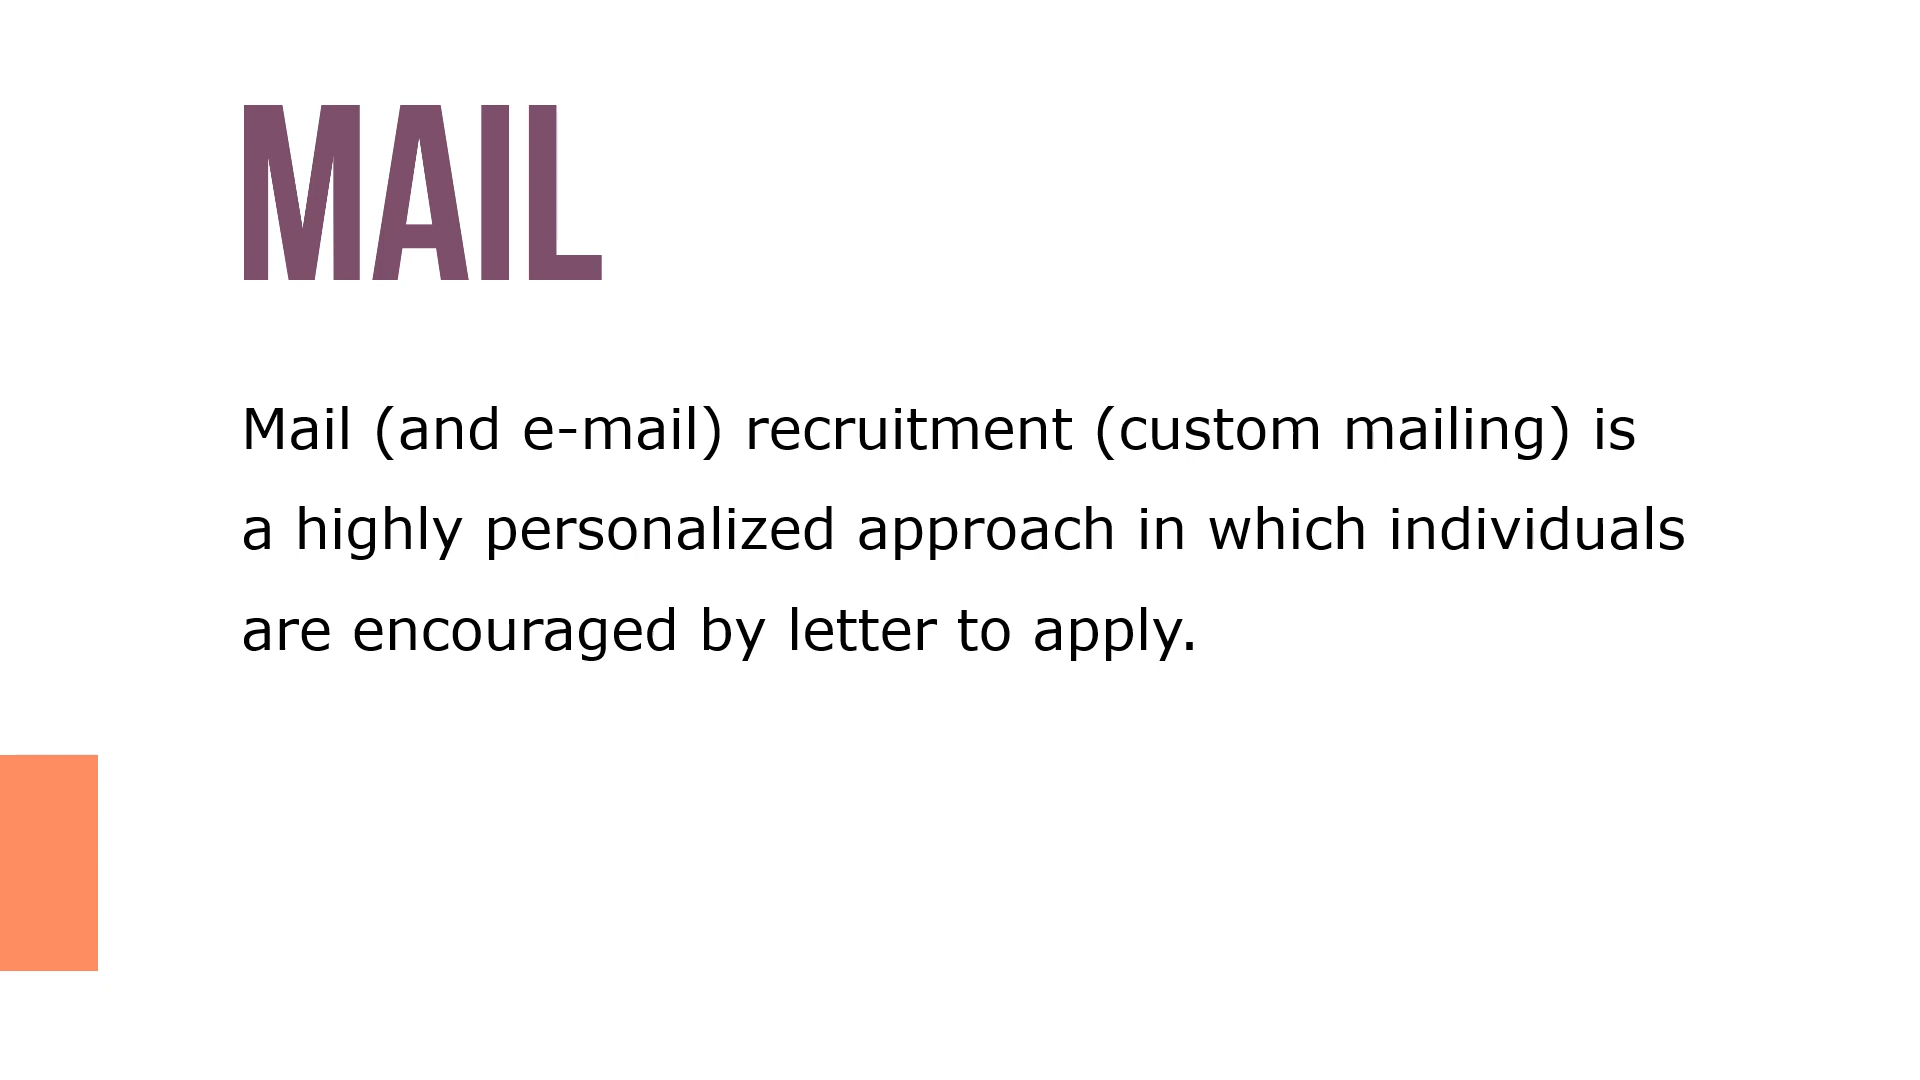 MAIL
Mail (and e-mail) recruitment (custom mailing) is
a highly personalized approach in which individuals
are encouraged by letter to apply.